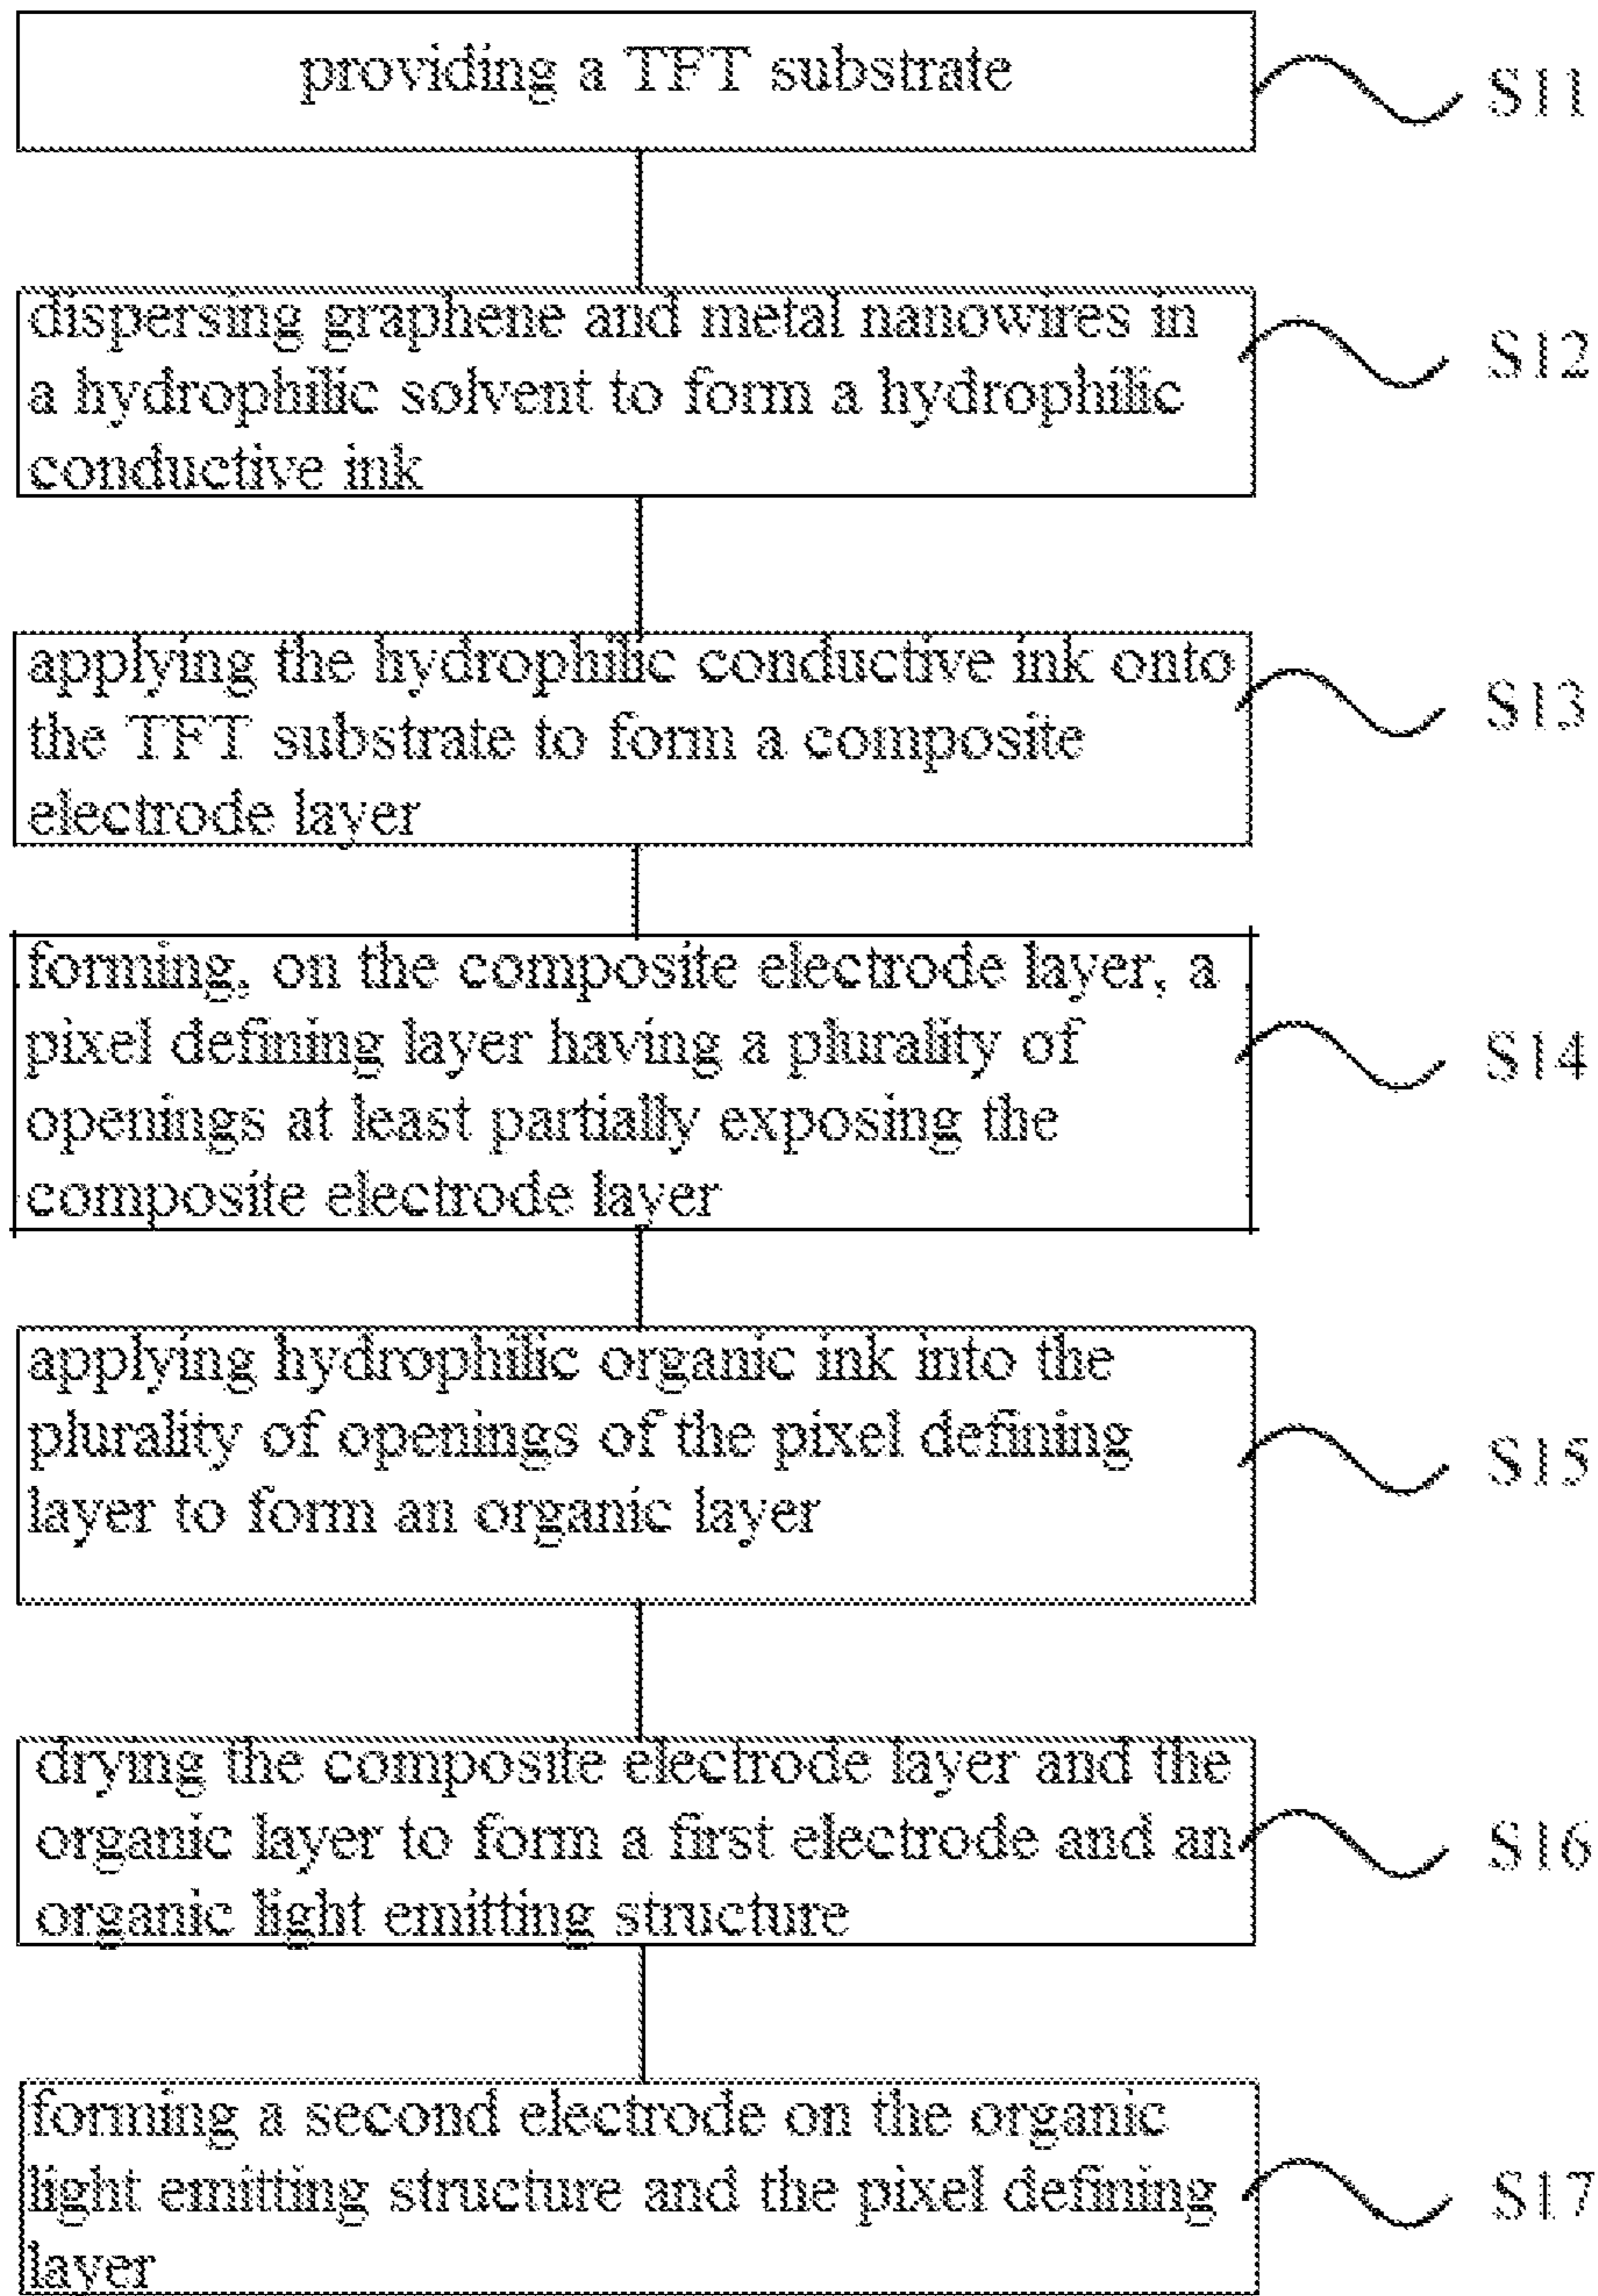 providing a TFT substrate
S11
dispersing graphene and metal nanowires in
a hydrophilic solvent to form a hydrophilic
conductive ink
S12
applying the hydrophilic conductive ink onto
the TFT substrate to form a composite
electrode layer
S13
forming, on the composite electrode layer, a
pixel defining layer having a plurality of
openings at least partially exposing the
composite electrode layer
S14
applying hydrophilic organic ink into the
plurality of openings of the pixel defining
layer to form an organic layer
S15
drying the composite electrode layer and the
organic layer to form a first electrode and an
organic light emitting structure
S16
forming a second electrode on the organic
light emitting structure and the pixel defining
layer
S17